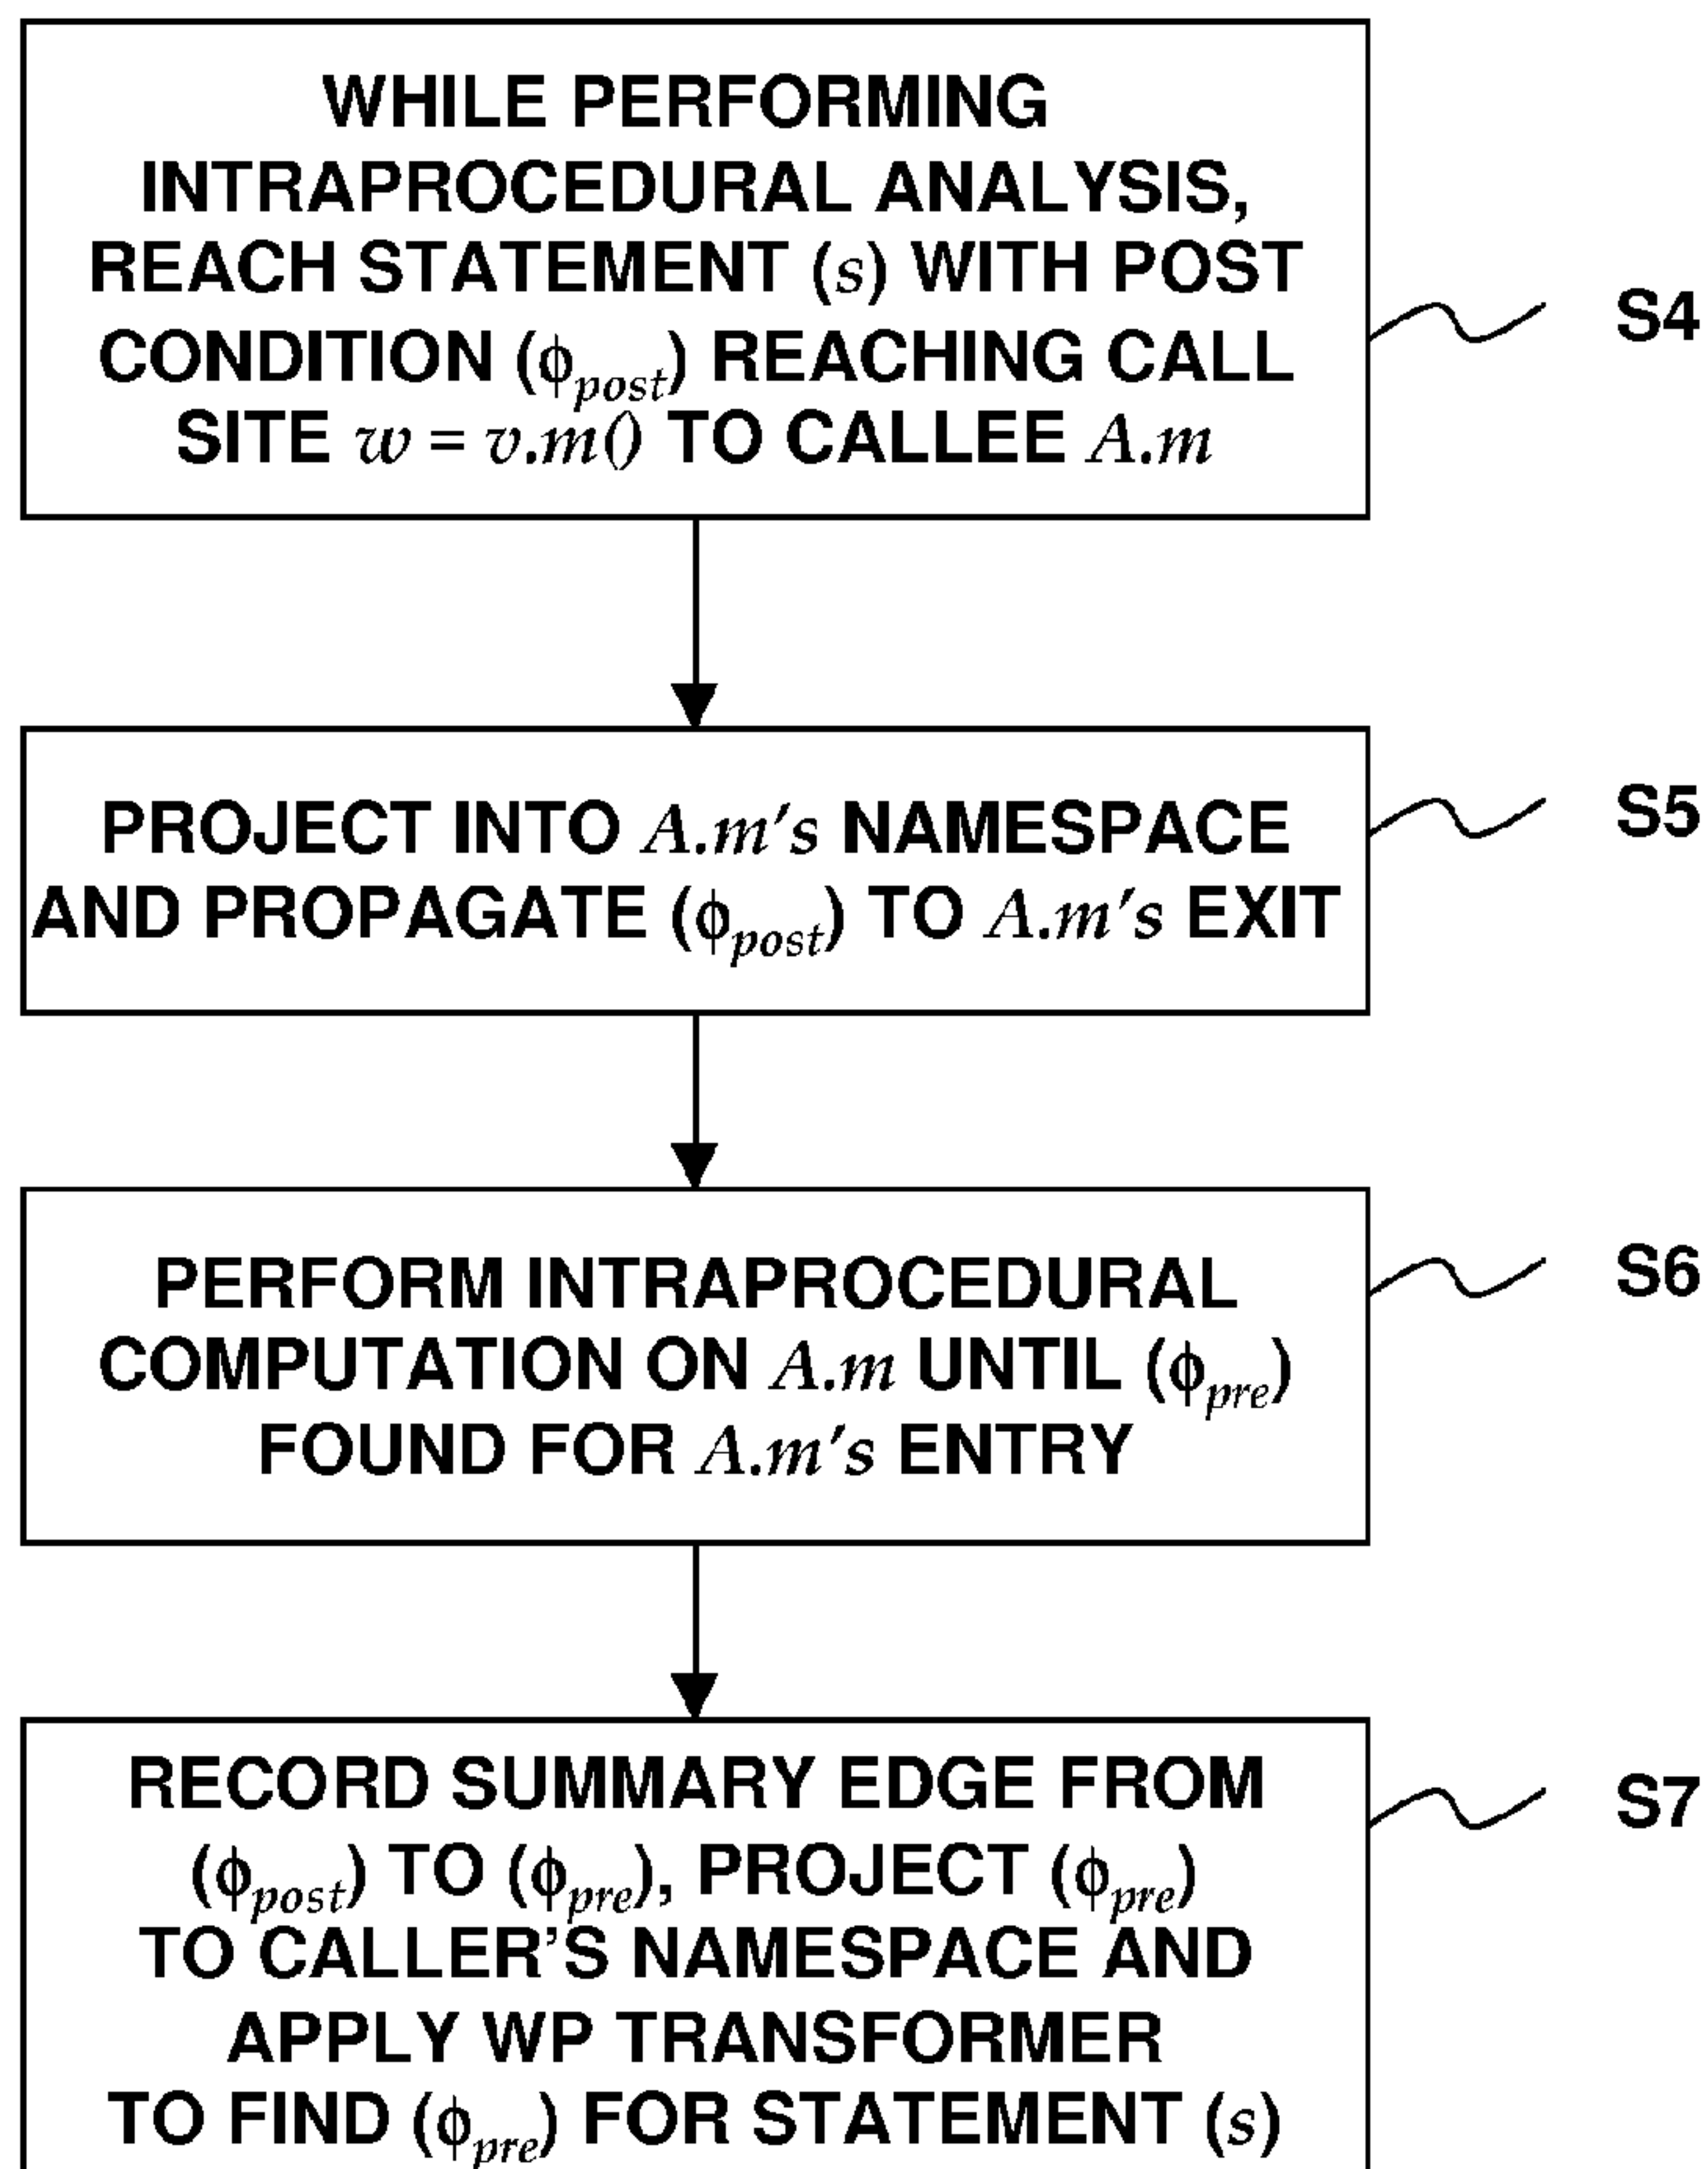 WHILE PERFORMING
INTRAPROCEDURAL ANALYSIS,
REACH STATEMENT (s) WITH POST
CONDITION (ϕpost) REACHING CALL
SITE w = v.m() TO CALLEE A.m
S4
PROJECT INTO A.m's NAMESPACE
AND PROPAGATE (ϕpost) TO A.m's EXIT
S5
PERFORM INTRAPROCEDURAL
COMPUTATION ON A.m UNTIL (ϕpre)
FOUND FOR A.m's ENTRY
S6
RECORD SUMMARY EDGE FROM
(ϕpost) TO (ϕpre), PROJECT (ϕpre)
TO CALLER'S NAMESPACE AND
APPLY WP TRANSFORMER
TO FIND (ϕpre) FOR STATEMENT (s)
S7